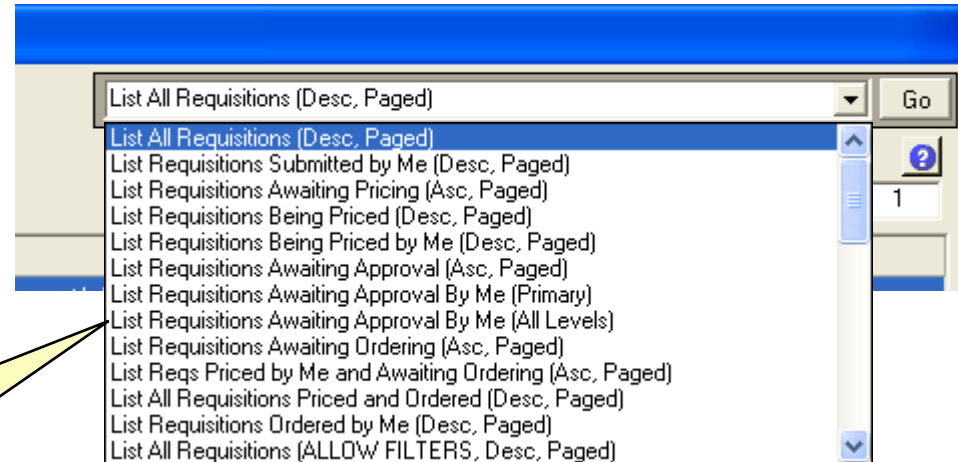 List All Requisitions (Desc, Paged)
Go
List All Requisitions (Desc, Paged)
List Requisitions Submitted by Me (Desc, Paged)
List Requisitions Awaiting Pricing (Asc, Paged)
List Requisitions Being Priced (Desc, Paged)
List Requisitions Being Priced by Me (Desc, Paged)
List Requisitions Awaiting Approval (Asc, Paged)
List Requisitions Awaiting Approval By Me (Primary)
List Requisitions Awaiting Approval By Me (All Levels)
List Requisitions Awaiting Ordering (Asc, Paged)
List Reqs Priced by Me and Awaiting Ordering (Asc, Paged)
List All Requisitions Priced and Ordered (Desc, Paged)
List Requisitions Ordered by Me (Desc, Paged)
List All Requisitions (ALLOW FILTERS, Desc, Paged)
?
1